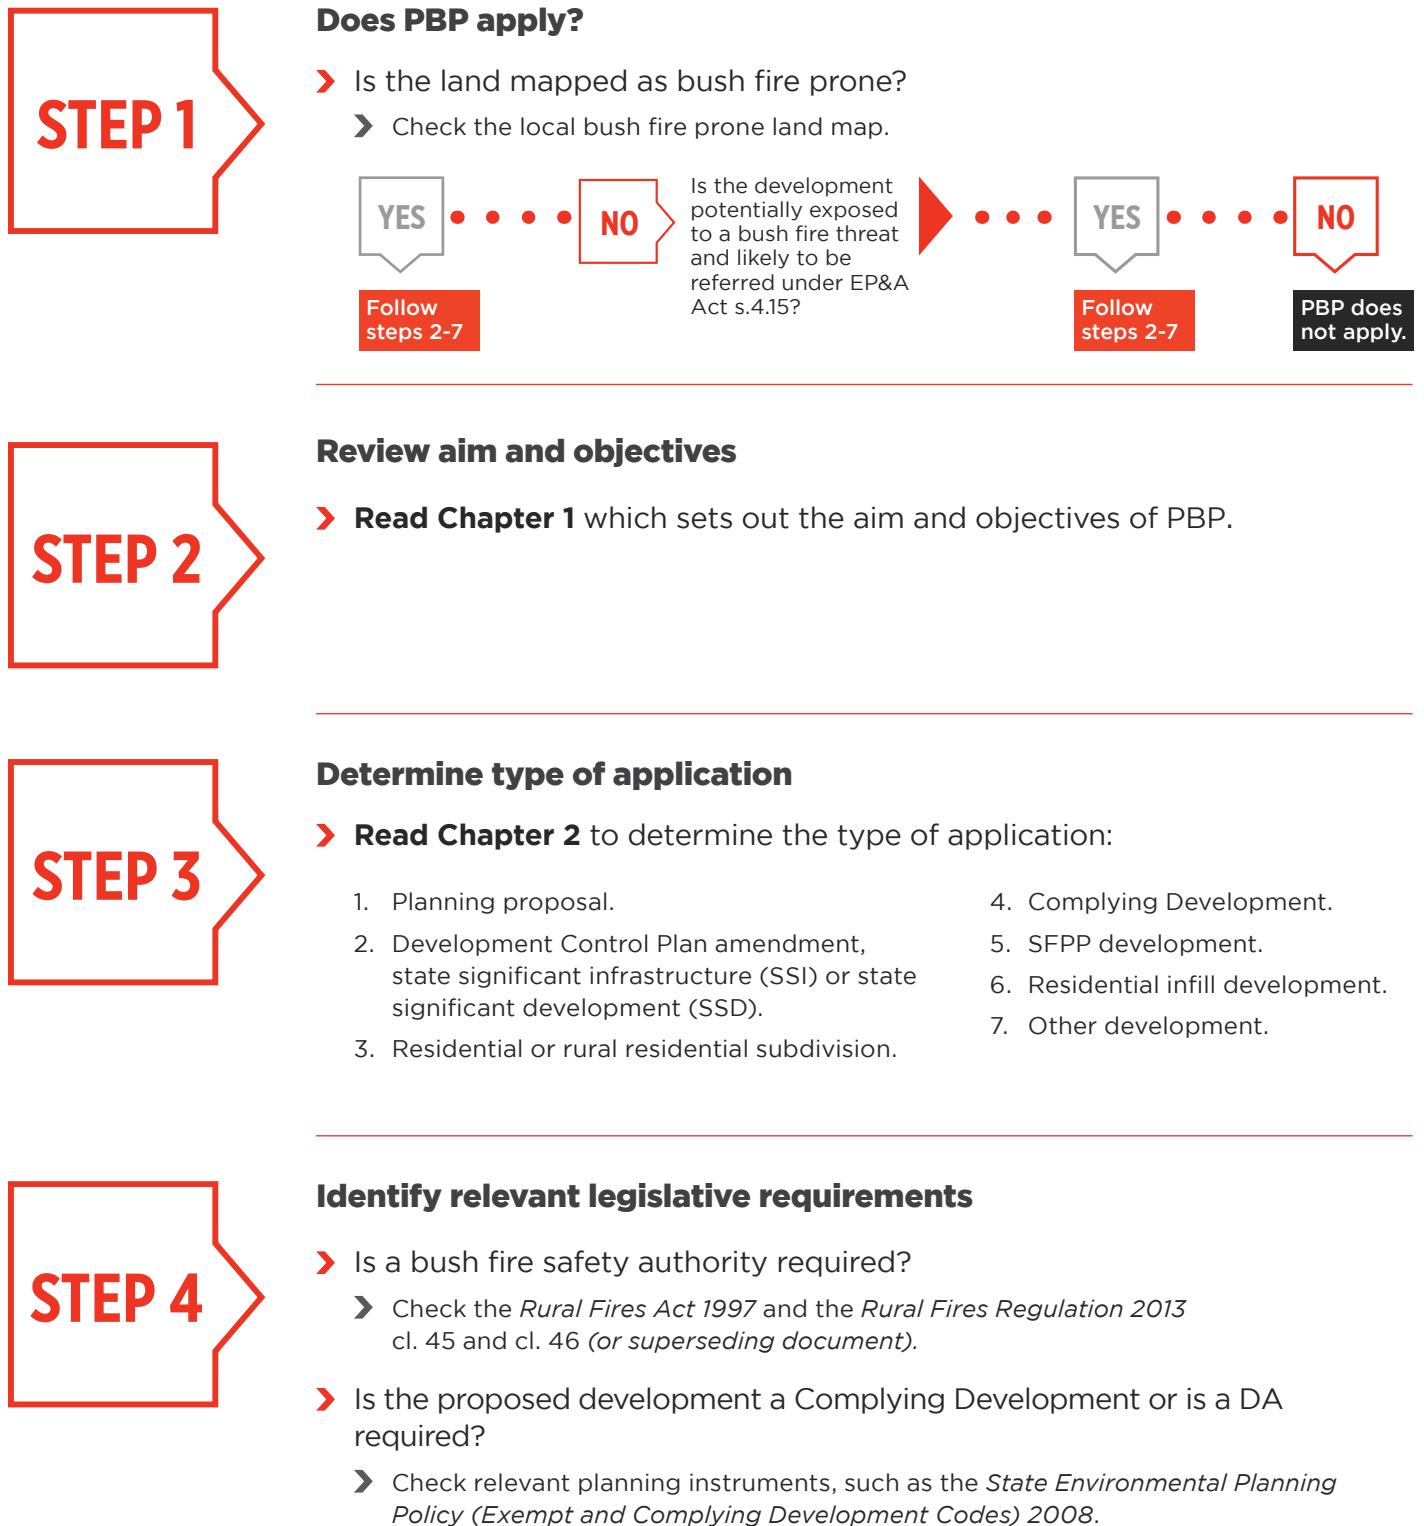 STEP 1
Does PBP apply?
Is the land mapped as bush fire prone?
Check the local bush fire prone land map.
YES
NO
Is the development
potentially exposed
to a bush fire threat
and likely to be
referred under EP&A
Act s.4.15?
YES
NO
Follow
steps 2-7
Follow
steps 2-7
PBP does
not apply.
STEP 2
Review aim and objectives
Read Chapter 1 which sets out the aim and objectives of PBP.
STEP 3
Determine type of application
Read Chapter 2 to determine the type of application:
1. Planning proposal.
2. Development Control Plan amendment,
state significant infrastructure (SSI) or state
significant development (SSD).
3. Residential or rural residential subdivision.
4. Complying Development.
5. SFPP development.
6. Residential infill development.
7. Other development.
STEP 4
Identify relevant legislative requirements
Is a bush fire safety authority required?
Check the Rural Fires Act 1997 and the Rural Fires Regulation 2013
cl. 45 and cl. 46 (or superseding document).
Is the proposed development a Complying Development or is a DA
required?
Check relevant planning instruments, such as the State Environmental Planning
Policy (Exempt and Complying Development Codes) 2008.